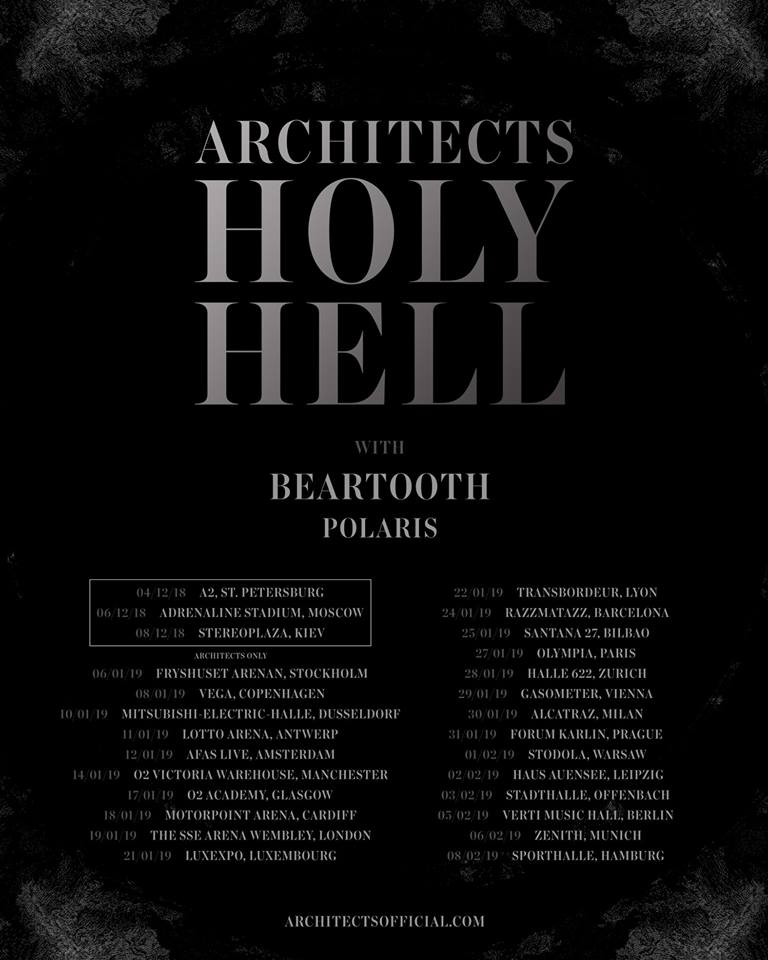 ARCHITECTS
HOLY
HELL
WITH
BEARTOOTH
POLARIS
04/12/18 A2, ST. PETERSBURG
06/12/18 ADRENALINE STADIUM, MOSCOW
08/12/18 STEREOPLAZA, KIEV
ARCHITECTS ONLY
06/01/19 FRYSHUSET ARENAN, STOCKHOLM
08/01/19 VEGA, COPENHAGEN
10/01/19 MITSUBISHI-ELECTRIC-HALLE, DUSSELDORF
11/01/19 LOTTO ARENA, ANTWERP
12/01/19 AFAS LIVE, AMSTERDAM
14/01/19 O2 VICTORIA WAREHOUSE, MANCHESTER
17/01/19 O2 ACADEMY, GLASGOW
18/01/19 MOTORPOINT ARENA, CARDIFF
19/01/19 THE SSE ARENA WEMBLEY, LONDON
21/01/19 LUXEXPO, LUXEMBOURG
22/01/19 TRANSBORDEUR, LYON
24/01/19 RAZZMATAZZ, BARCELONA
25/01/19 SANTANA 27, BILBAO
27/01/19 OLYMPIA, PARIS
28/01/19 HALLE 622, ZURICH
29/01/19 GASOMETER, VIENNA
30/01/19 ALCATRAZ, MILAN
31/01/19 FORUM KARLIN, PRAGUE
01/02/19 STODOLA, WARSAW
02/02/19 HAUS AUENSEE, LEIPZIG
03/02/19 STADTHALLE, OFFENBACH
05/02/19 VERTI MUSIC HALL, BERLIN
06/02/19 ZENITH, MUNICH
08/02/19 SPORTHALLE, HAMBURG
ARCHITECTSOFFICIAL.COM